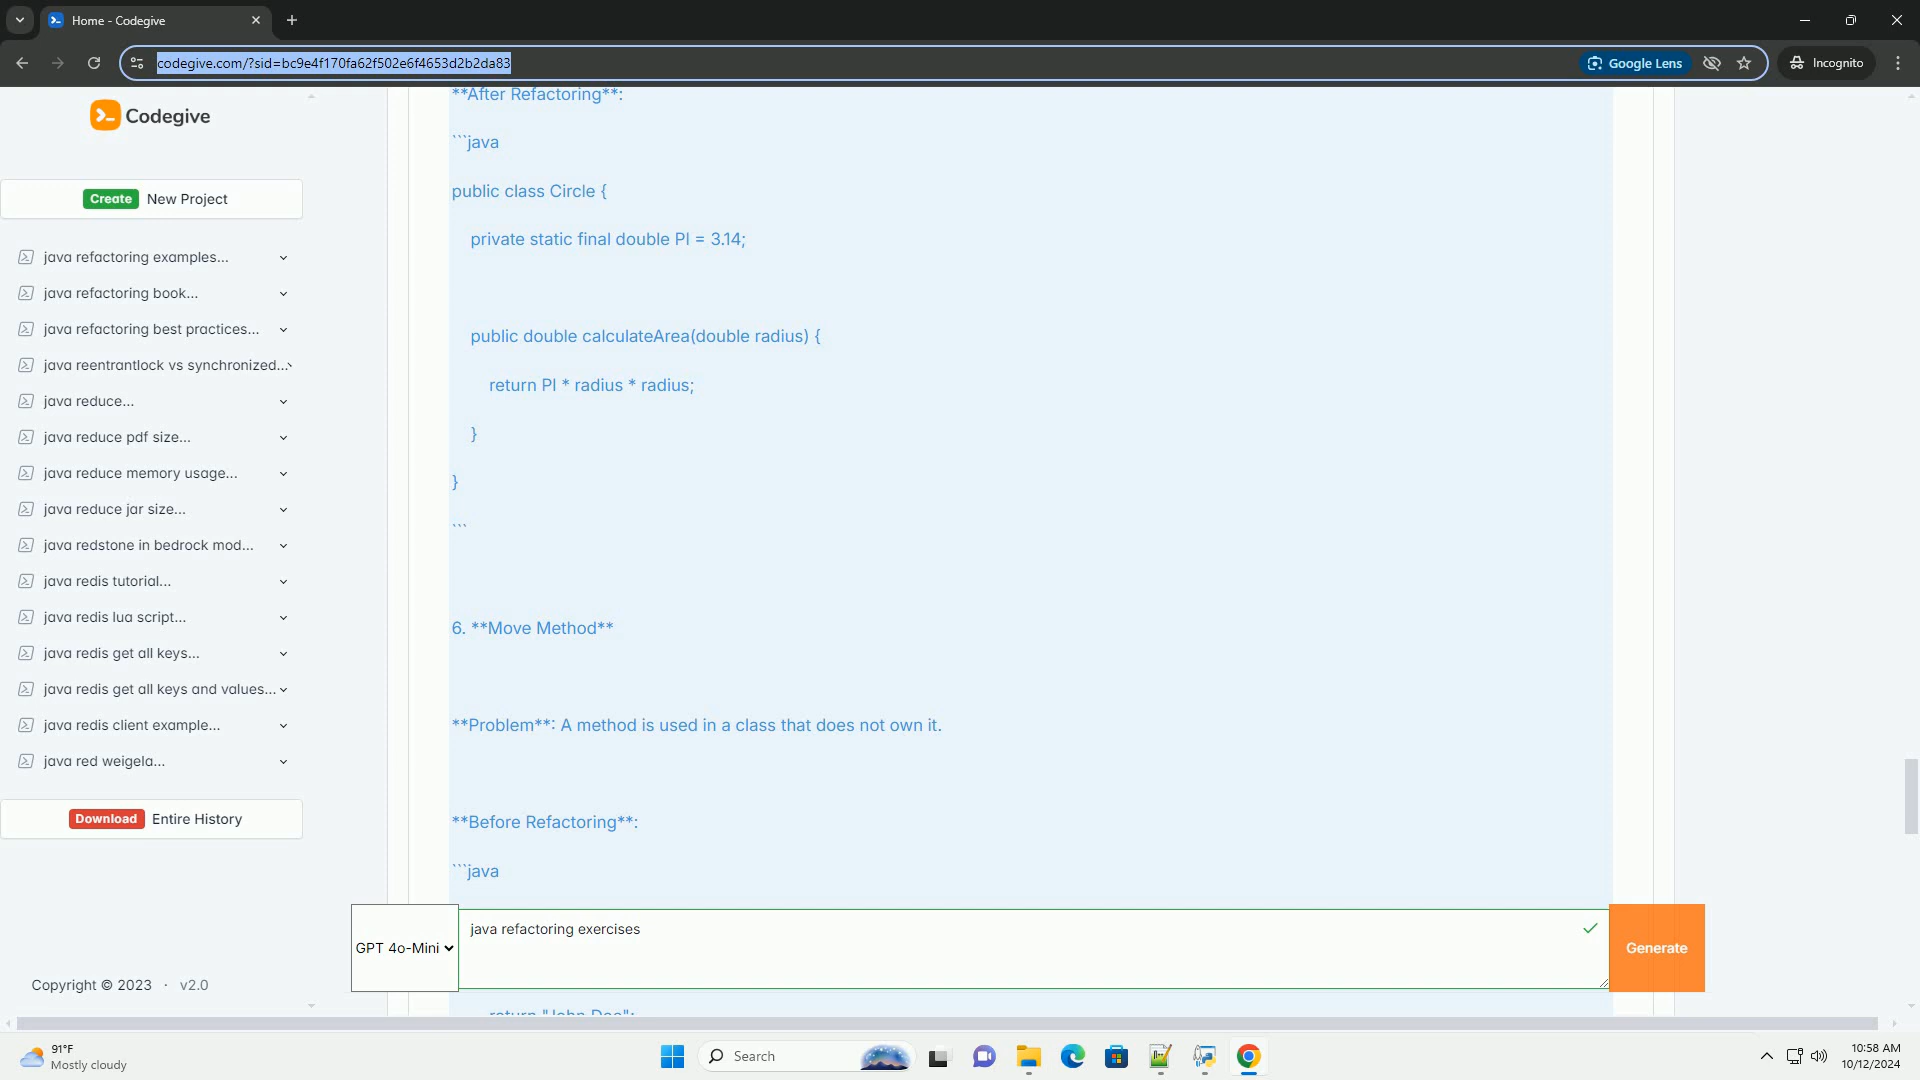 Home - Codegive
codegive.com/?sid=bc9e4f170fa62f502e6f4653d2b2da83
Google Lens
Incognito
Codegive
Create New Project
java refactoring examples...
java refactoring book...
java refactoring best practices...
java reentrantlock vs synchronized...
java reduce...
java reduce pdf size...
java reduce memory usage...
java reduce jar size...
java redstone in bedrock mod...
java redis tutorial...
java redis lua script...
java redis get all keys...
java redis get all keys and values...
java redis client example...
java red weigela...
Download Entire History
Copyright © 2023 · v2.0
**After Refactoring**:
```java
public class Circle {
private static final double PI = 3.14;
public double calculateArea(double radius) {
return PI * radius * radius;
}
}
```
6. **Move Method**
**Problem**: A method is used in a class that does not own it.
**Before Refactoring**:
```java
GPT 4o-Mini
java refactoring exercises
Generate
return "John Doe";
91°F
Mostly cloudy
Search
10:58 AM
10/12/2024